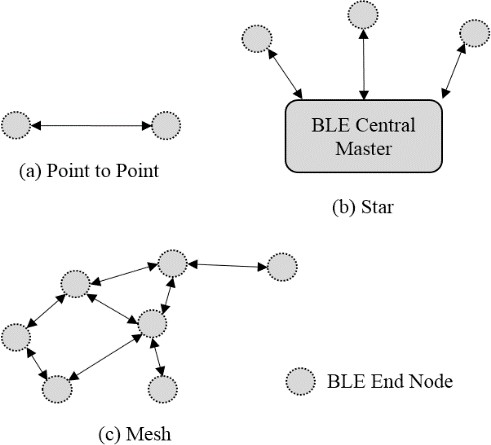 BLE Central
Master
(a) Point to Point
(b) Star
BLE End Node
(c) Mesh